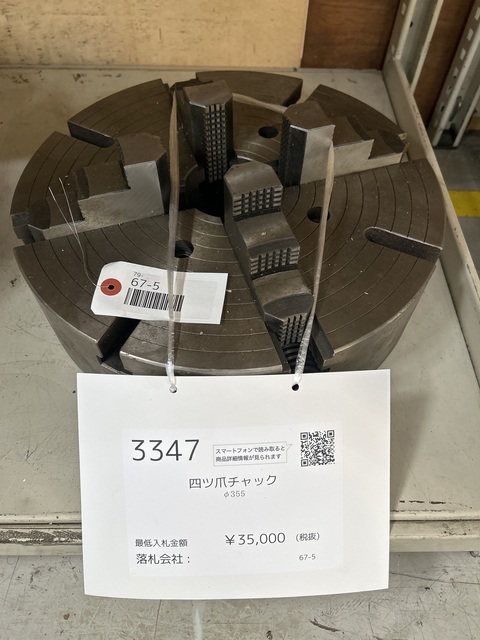 79-
67-5
3347
スマートフォンで読み取ると
商品詳細情報が見られます
四ツ爪チャック
φ355
最低入札金額 ￥35,000 （税抜）
落札会社：
67-5